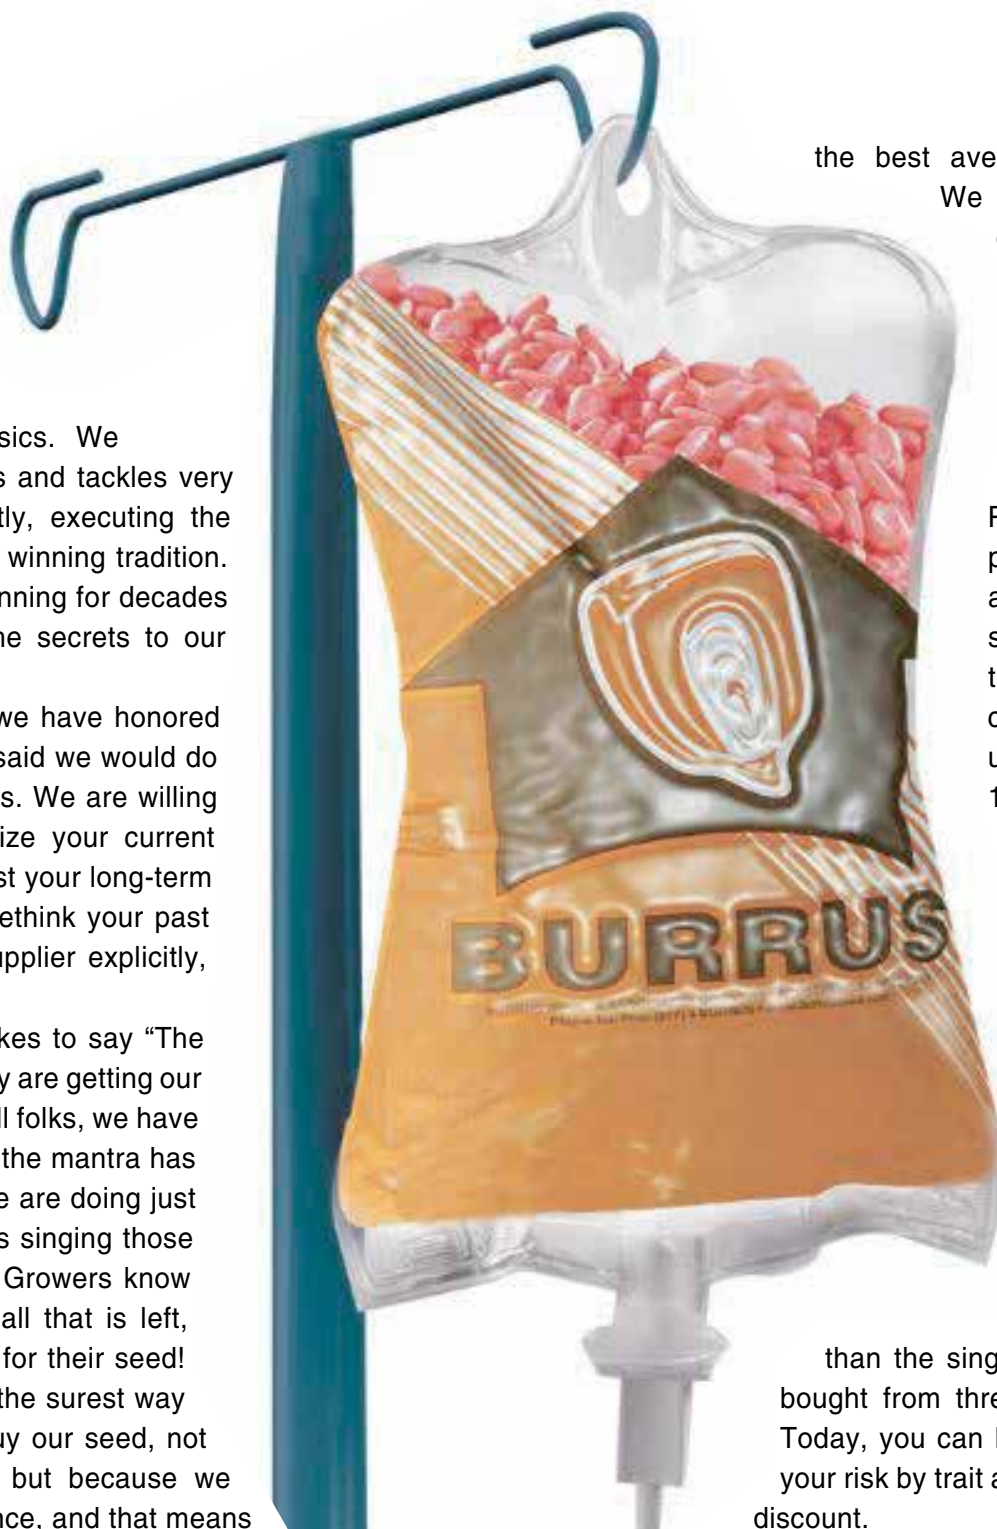 sics. We
s and tackles very
tly, executing the
winning tradition.
nning for decades
ne secrets to our
we have honored
said we would do
s. We are willing
ize your current
st your long-term
ethink your past
upplier explicitly,
kes to say “The
y are getting our
ll folks, we have
the mantra has
e are doing just
s singing those
Growers know
all that is left,
for their seed!
the surest way
uy our seed, not
but because we
nce, and that means
BURRUS
the best ave
We
F
p
a
s
t
c
u
1
than the sing
bought from thre
Today, you can
your risk by trait a
discount.